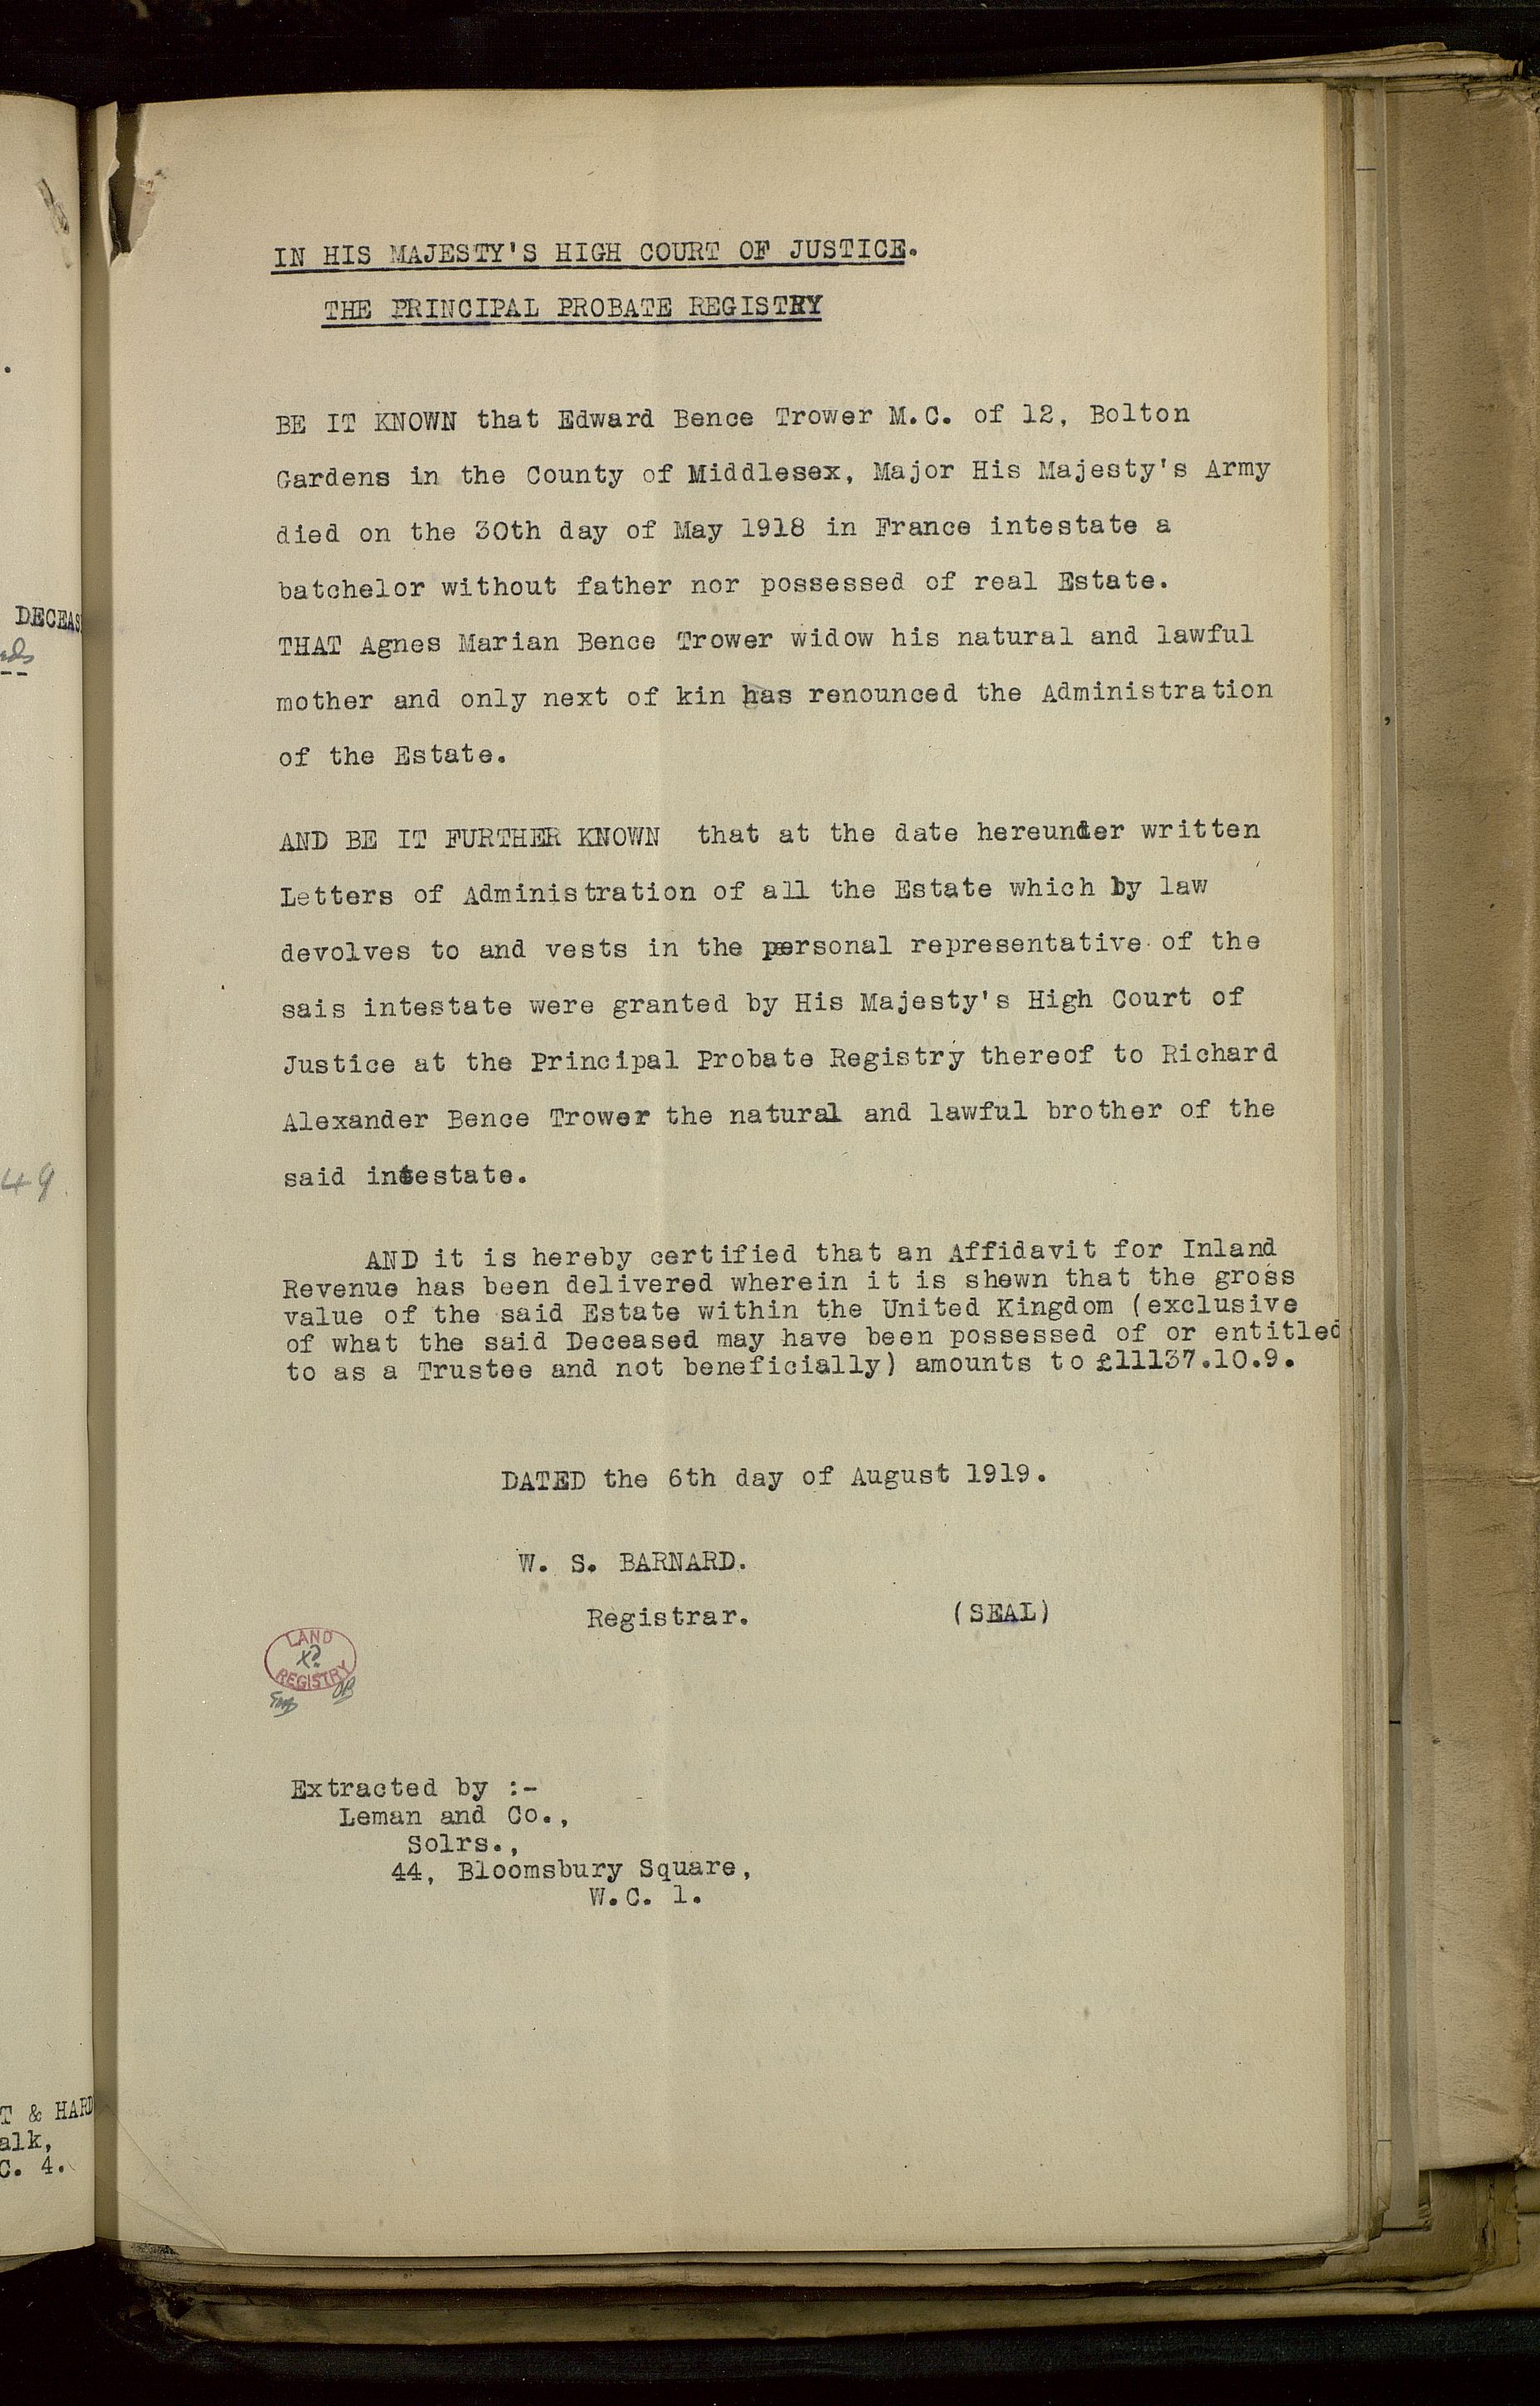 IN HIS MAJESTY'S HIGH COURT OF JUSTICE.
THE PRINCIPAL PROBATE REGISTRY
BE IT KNOWN that Edward Bence Trower M.C. of 12, Bolton
Gardens in the County of Middlesex, Major His Majesty's Army
died on the 30th day of May 1918 in France intestate a
batchelor without father nor possessed of real Estate.
THAT Agnes Marian Bence Trower widow his natural and lawful
mother and only next of kin has renounced the Administration
of the Estate.
AND BE IT FURTHER KNOWN that at the date hereunder written
Letters of Administration of all the Estate which by law
devolves to and vests in the personal representative of the
sais intestate were granted by His Majesty's High Court of
Justice at the Principal Probate Registry thereof to Richard
Alexander Bence Trower the natural and lawful brother of the
said intestate.
AND it is hereby certified that an Affidavit for Inland
Revenue has been delivered wherein it is shewn that the gross
value of the said Estate within the United Kingdom (exclusive
of what the said Deceased may have been possessed of or entitled
to as a Trustee and not beneficially) amounts to £11137.10.9.
DATED the 6th day of August 1919.
W. S. BARNARD.
Registrar. (SEAL)
LAND
REGISTRY
Extracted by :-
Leman and Co.,
Solrs.,
44, Bloomsbury Square,
W.C. 1.
DECEAS
49
T & HARD
alk,
C. 4.